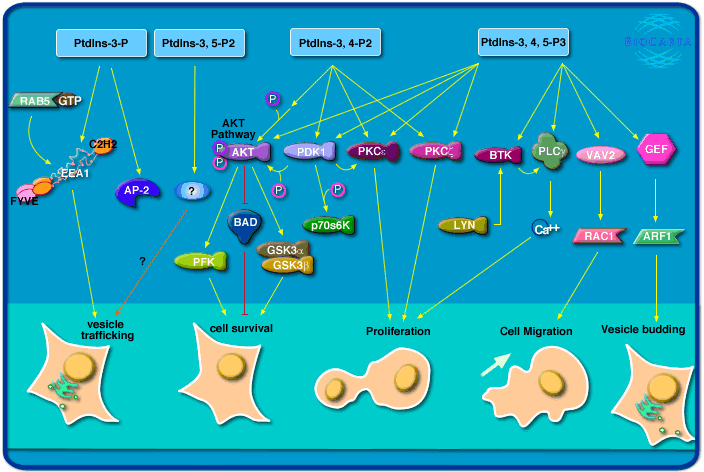 PtdIns-3-P
PtdIns-3, 5-P2
PtdIns-3, 4-P2
PtdIns-3, 4, 5-P3
BIOCARTA
RAB5
GTP
C2H2
EEA1
FYVE
AP-2
?
AKT
Pathway
P
P
P
AKT
PDK1
PKCε
PKCζ
BTK
PLCγ
VAV2
GEF
P
P
BAD
p70s6K
LYN
Ca++
RAC1
ARF1
PFK
GSK3α
GSK3β
?
vesicle
trafficking
cell survival
Proliferation
Cell Migration
Vesicle budding